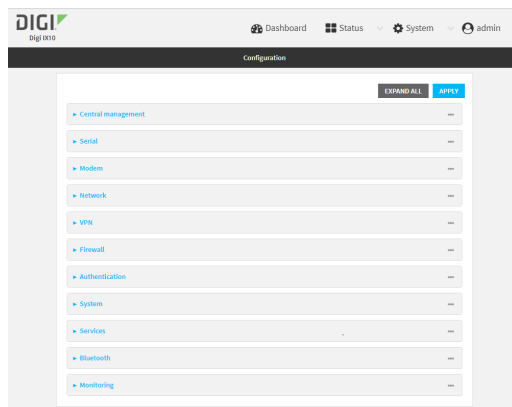 DIGI
Digi IX10
Dashboard
Status
System
admin
Configuration
EXPAND ALL
APPLY
Central management
Serial
Modem
Network
VPN
Firewall
Authentication
System
Services
Bluetooth
Monitoring